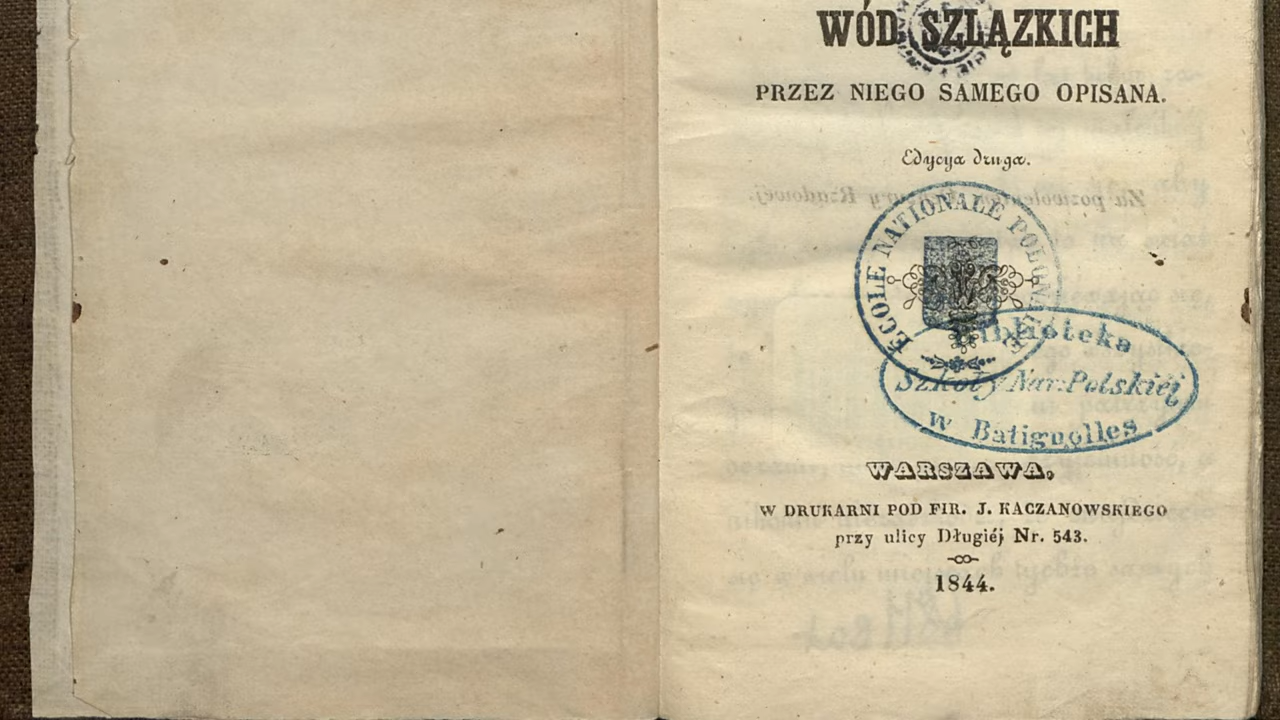 WÓD SZLĄZKICH
PRZEZ NIEGO SAMEGO OPISANA.
Edycya druga.
ÉCOLE NATIONALE POLONAISE
Biblioteka
Szkoły Nar: Polskiéj
w Batignolles
WARSZAWA,
W DRUKARNI POD FIR. J. KACZANOWSKIEGO
przy ulicy Długiéj Nr. 543.
1844.